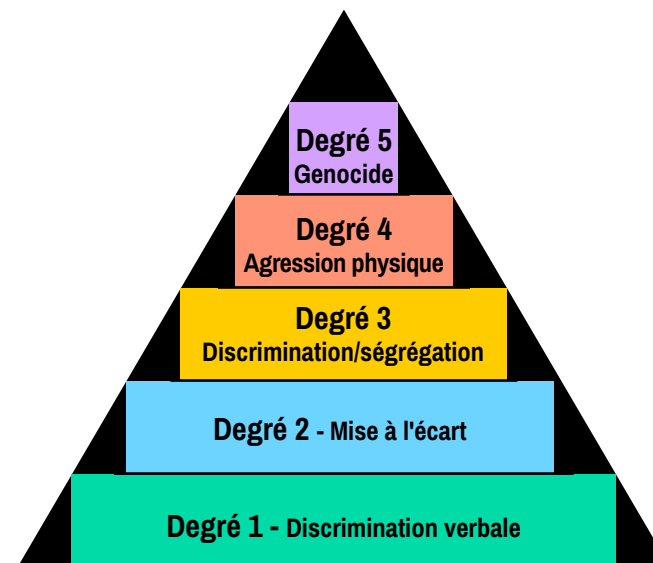 Degré 5
Genocide
Degré 4
Agression physique
Degré 3
Discrimination/ségrégation
Degré 2 - Mise à l'écart
Degré 1 - Discrimination verbale